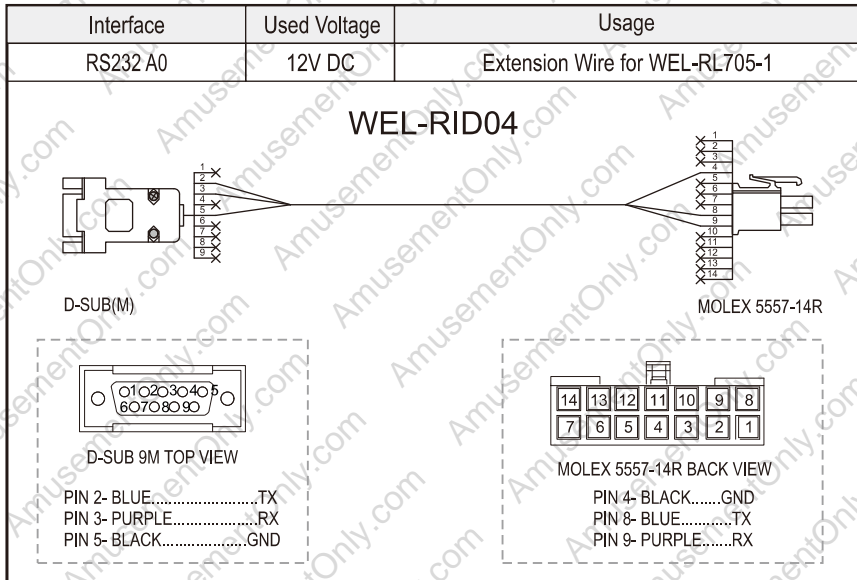 Interface Used Voltage Usage
RS232 A0 12V DC Extension Wire for WEL-RL705-1
WEL-RID04
1
2
3
4
5
6
7
8
9
1
2
3
4
5
6
7
8
9
10
11
12
13
14
D-SUB(M)
MOLEX 5557-14R
1 2 3 4 5
6 7 8 9
D-SUB 9M TOP VIEW
PIN 2- BLUE......................TX
PIN 3- PURPLE.................RX
PIN 5- BLACK.................GND
14 13 12 11 10 9 8
7 6 5 4 3 2 1
MOLEX 5557-14R BACK VIEW
PIN 4- BLACK......GND
PIN 8- BLUE...........TX
PIN 9- PURPLE......RX
AmusementOnly.com